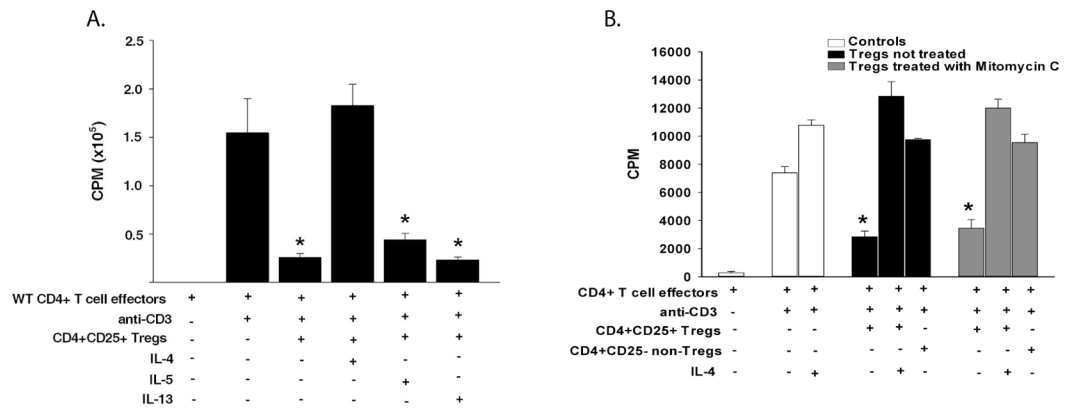 A.
2.5
2.0
1.5
1.0
0.5
CPM (x10⁵)
* * *
WT CD4+ T cell effectors + + + + + +
anti-CD3 - + + + + +
CD4+CD25+ Tregs - - + + + +
IL-4 - - - + - -
IL-5 - - - - + -
IL-13 - - - - - +
B.
Controls
Tregs not treated
Tregs treated with Mitomycin C
16000
14000
12000
10000
8000
6000
4000
2000
0
CPM
* *
CD4+ T cell effectors + + + + + + + + +
anti-CD3 - + + + + + + + +
CD4+CD25+ Tregs - - - + + - + + -
CD4+CD25- non-Tregs - - - - - + - - +
IL-4 - - + - + - - + -